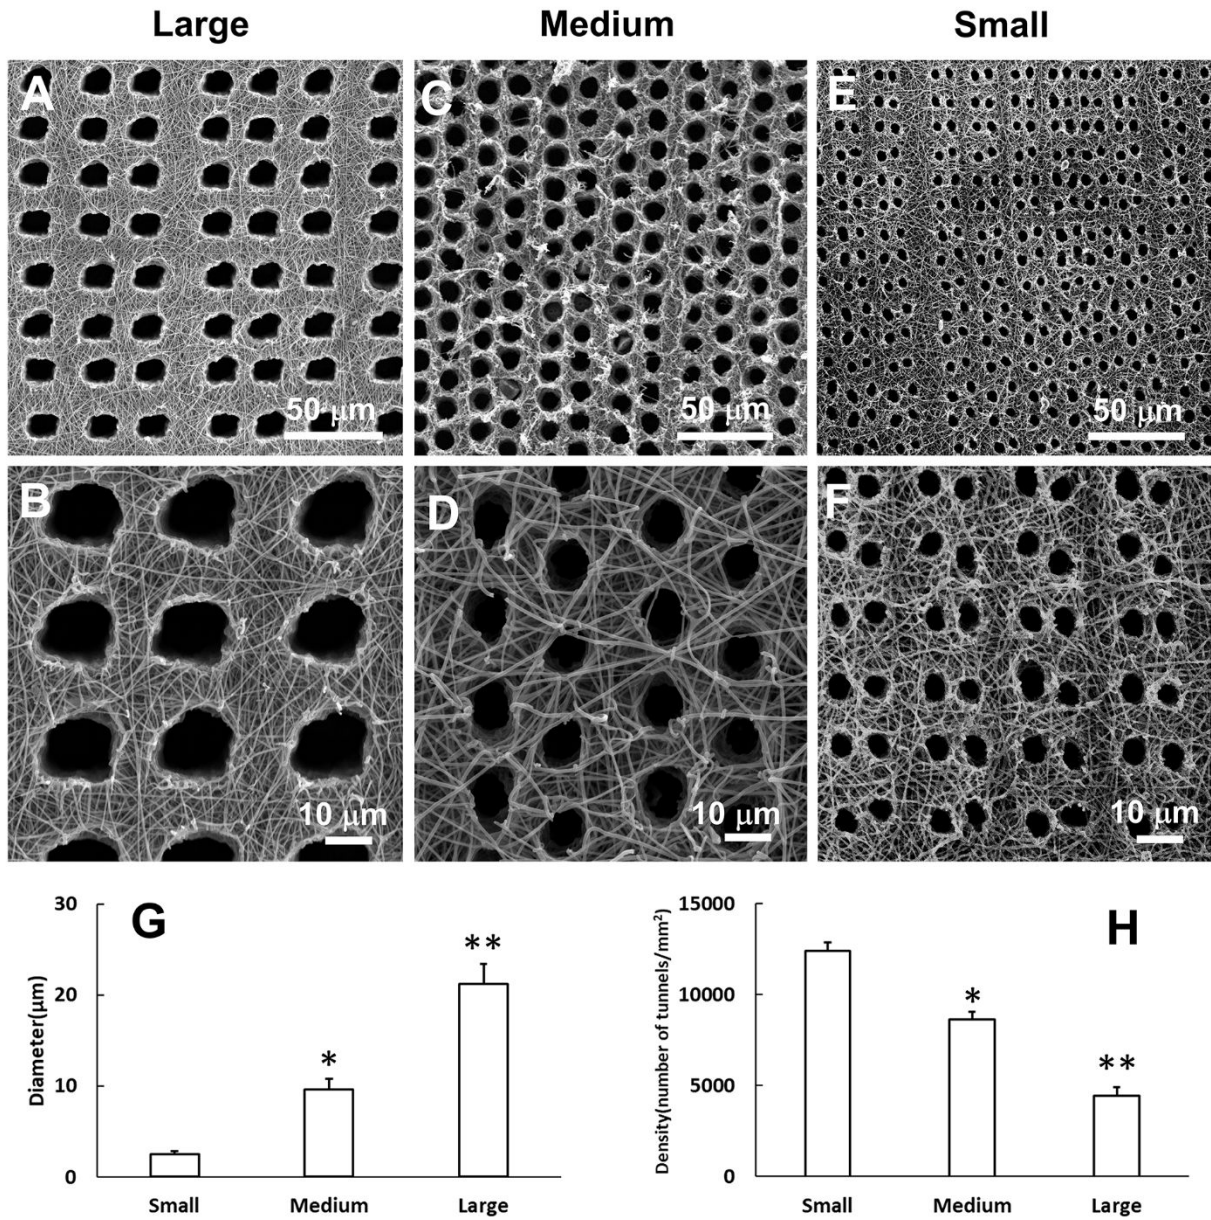 Large Medium Small
A C E
50 μm 50 μm 50 μm
B D F
10 μm 10 μm 10 μm
G
Diameter(μm)
30
20
10
0
*
**
Small Medium Large
H
Density(number of tunnels/mm²)
15000
10000
5000
0
*
**
Small Medium Large